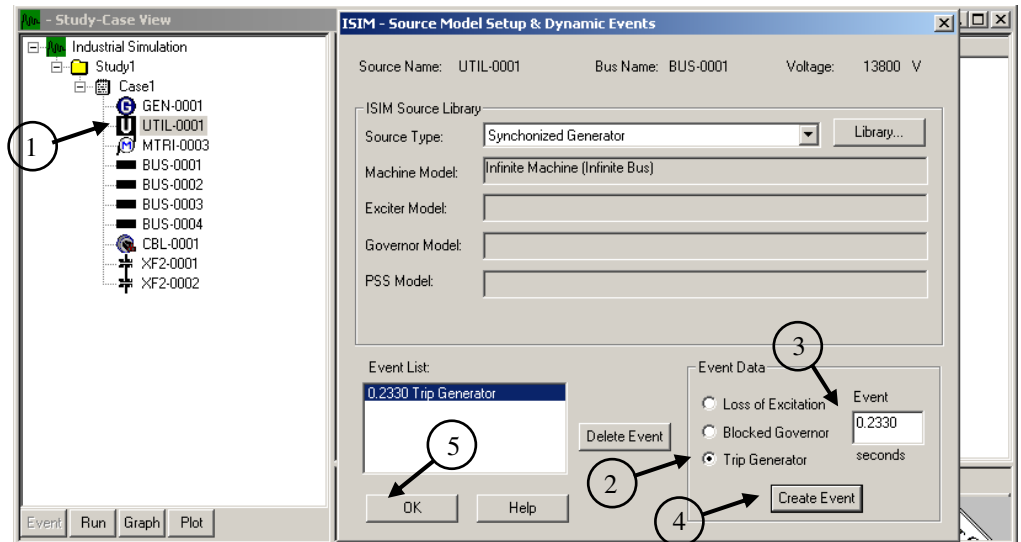 - Study-Case View
Industrial Simulation
Study1
Case1
GEN-0001
UTIL-0001
MTRI-0003
BUS-0001
BUS-0002
BUS-0003
BUS-0004
CBL-0001
XF2-0001
XF2-0002
Event Run Graph Plot
1
ISIM - Source Model Setup & Dynamic Events
Source Name: UTIL-0001 Bus Name: BUS-0001 Voltage: 13800 V
ISIM Source Library
Source Type: Synchonized Generator Library...
Machine Model: Infinite Machine (Infinite Bus)
Exciter Model:
Governor Model:
PSS Model:
Event List:
0.2330 Trip Generator
Delete Event
5
OK Help
3
Event Data
Loss of Excitation
Blocked Governor
Trip Generator
Event
0.2330
seconds
2
4
Create Event